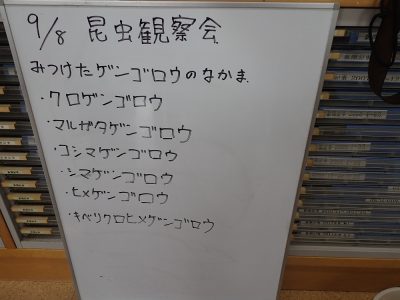 9/8 昆虫観察会
みつけたゲンゴロウのなかま
・クロゲンゴロウ
・マルガタゲンゴロウ
・コシマゲンゴロウ
・シマゲンゴロウ
・ヒメゲンゴロウ
・キベリクロヒメゲンゴロウ